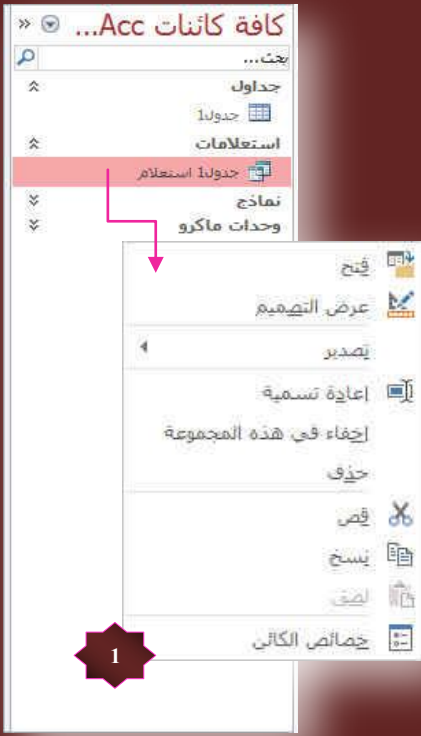 كافة كائنات Acc...
بحث...
جداول
جدول1
استعلامات
جدول1 استعلام
نماذج
وحدات ماكرو
فتح
عرض التصميم
تصدير
إعادة تسمية
إخفاء في هذه المجموعة
حذف
قص
نسخ
لصق
خصائص الكائن
1